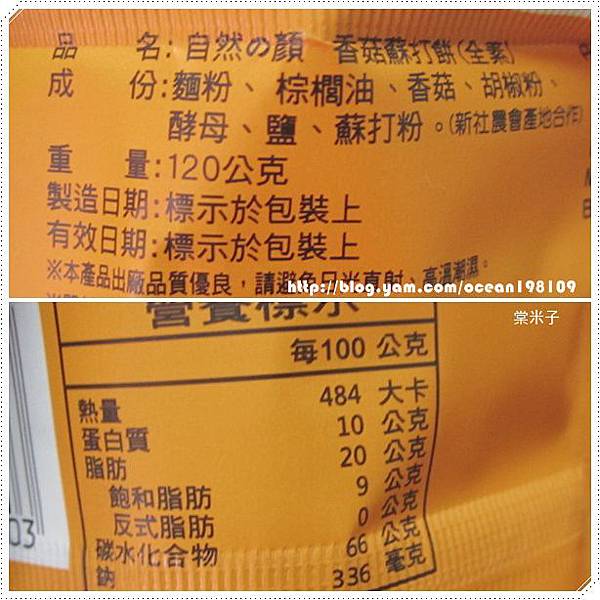 品 名:自然の顏 香菇蘇打餅(全素)
成 份:麵粉、棕櫚油、香菇、胡椒粉、
酵母、鹽、蘇打粉。(新社農會產地合作)
重 量:120公克
製造日期:標示於包裝上
有效日期:標示於包裝上
※本產品出廠品質優良,請避免日光直射、高溫潮濕。
http://blog.yam.com/ocean198109
棠米子
營養標示
每100 公克
熱量 484 大卡
蛋白質 10 公克
脂肪 20 公克
飽和脂肪 9 公克
反式脂肪 0 公克
碳水化合物 66 公克
鈉 336 毫克
03